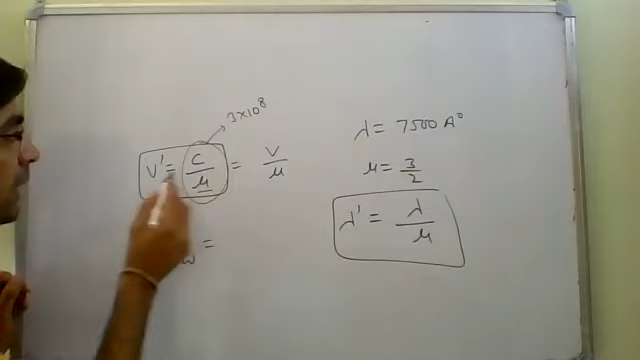 3×10⁸
V' = C/μ = V/μ
ω =
λ = 7500 A°
μ = 3/2
λ' = λ/μ